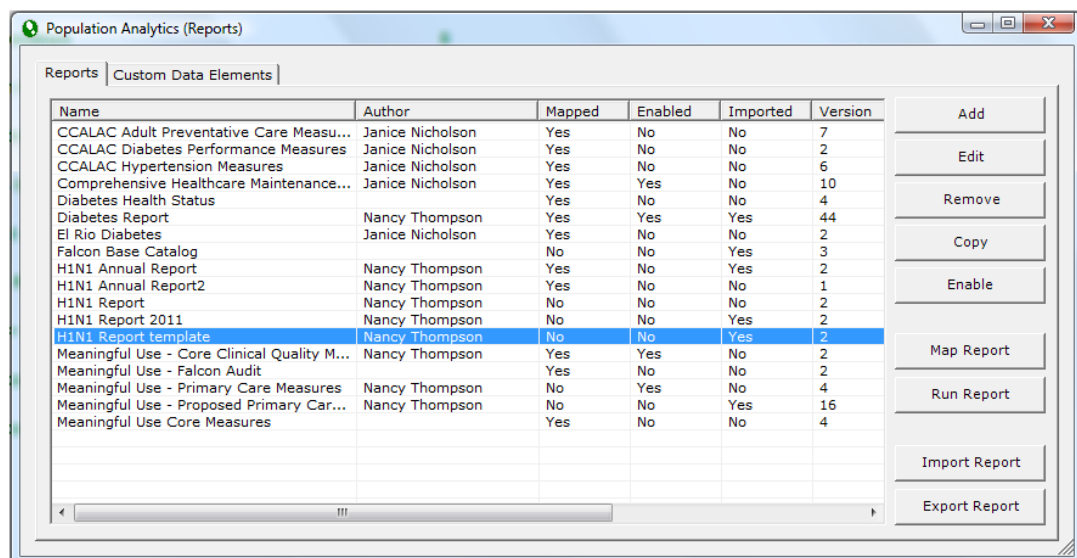 Population Analytics (Reports)
Reports Custom Data Elements
Name Author Mapped Enabled Imported Version
CCALAC Adult Preventative Care Measu... Janice Nicholson Yes No No 7
CCALAC Diabetes Performance Measures Janice Nicholson Yes No No 2
CCALAC Hypertension Measures Janice Nicholson Yes No No 6
Comprehensive Healthcare Maintenance... Janice Nicholson Yes Yes No 10
Diabetes Health Status Yes No No 4
Diabetes Report Nancy Thompson Yes Yes Yes 44
El Rio Diabetes Janice Nicholson Yes No No 2
Falcon Base Catalog No No Yes 3
H1N1 Annual Report Nancy Thompson Yes No Yes 2
H1N1 Annual Report2 Nancy Thompson Yes No No 1
H1N1 Report Nancy Thompson No No No 2
H1N1 Report 2011 Nancy Thompson No No Yes 2
H1N1 Report template Nancy Thompson No No Yes 2
Meaningful Use - Core Clinical Quality M... Nancy Thompson Yes Yes No 2
Meaningful Use - Falcon Audit Yes No No 2
Meaningful Use - Primary Care Measures Nancy Thompson No Yes No 4
Meaningful Use - Proposed Primary Car... Nancy Thompson No No Yes 16
Meaningful Use Core Measures Yes No No 4
Add
Edit
Remove
Copy
Enable
Map Report
Run Report
Import Report
Export Report